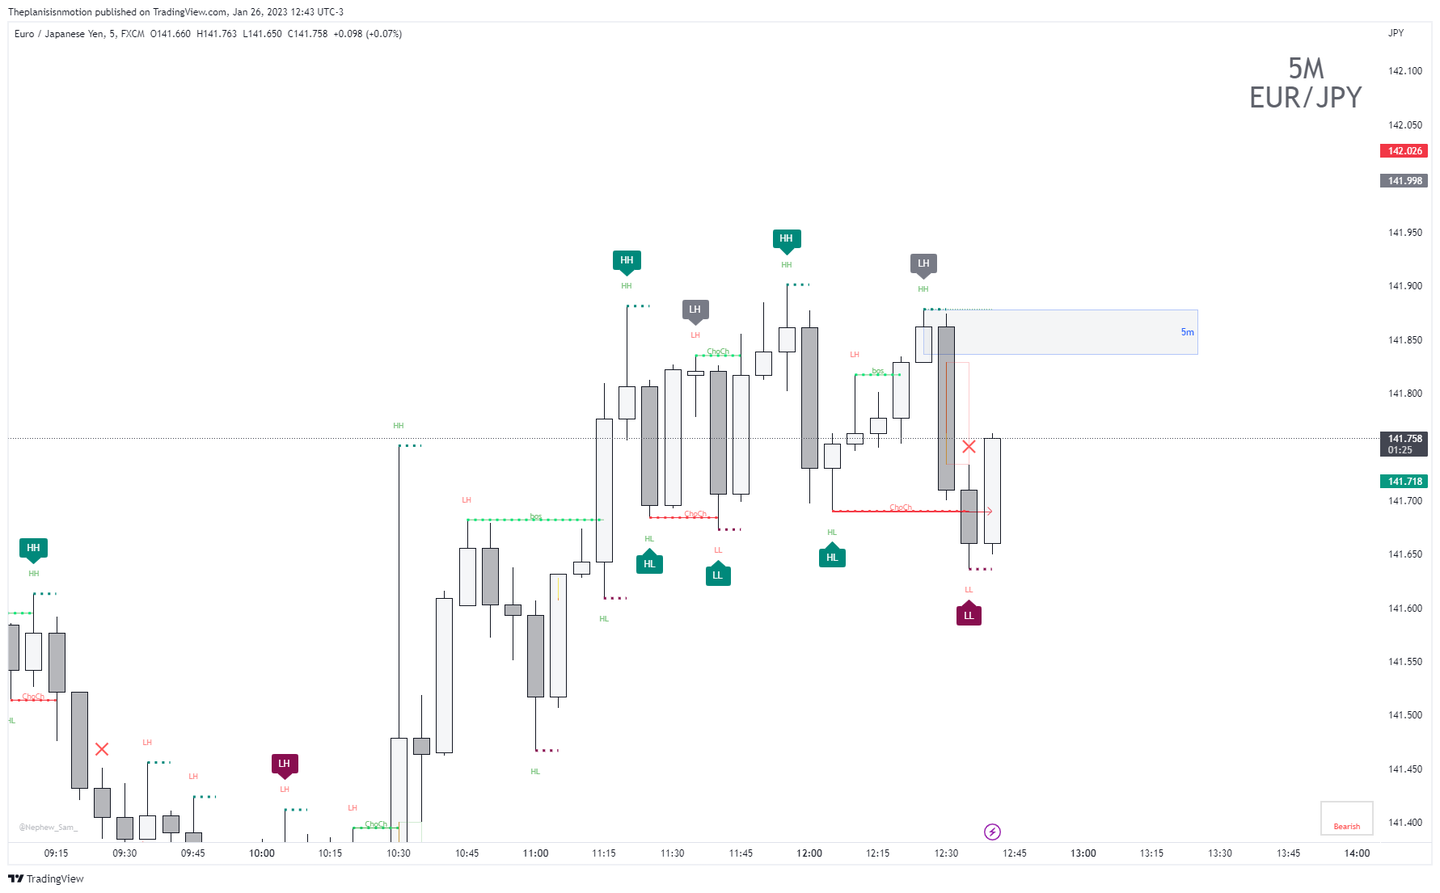 Theplanisinmotion published on TradingView.com, Jan 26, 2023 12:43 UTC-3
Euro / Japanese Yen, 5, FXCM O141.660 H141.763 L141.650 C141.758 +0.098 (+0.07%)
JPY
5M
EUR/JPY
142.100
142.050
142.026
141.998
141.950
141.900
141.850
141.800
141.758
01:25
141.718
141.700
141.650
141.600
141.550
141.500
141.450
141.400
HH
HH
HH
HH
LH
HH
LH
LH
ChoCh
5m
LH
bos
HH
LH
bos
ChoCh
ChoCh
HL
HL
LL
LL
HL
HL
LL
LL
HL
HH
HH
ChoCh
HL
HL
LH
LH
LH
LH
LH
ChoCh
@Nephew_Sam_
Bearish
09:15
09:30
09:45
10:00
10:15
10:30
10:45
11:00
11:15
11:30
11:45
12:00
12:15
12:30
12:45
13:00
13:15
13:30
13:45
14:00
TradingView